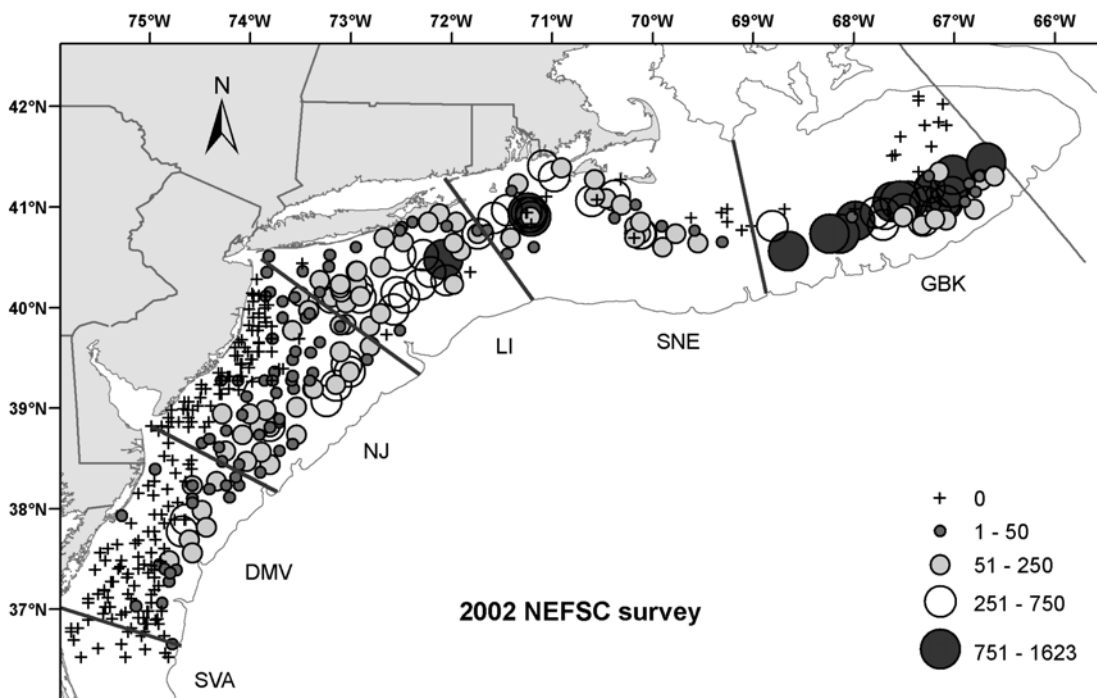 75°W 74°W 73°W 72°W 71°W 70°W 69°W 68°W 67°W 66°W
N
42°N
41°N
40°N
39°N
38°N
37°N
GBK
SNE
LI
NJ
DMV
SVA
2002 NEFSC survey
0
1 - 50
51 - 250
251 - 750
751 - 1623